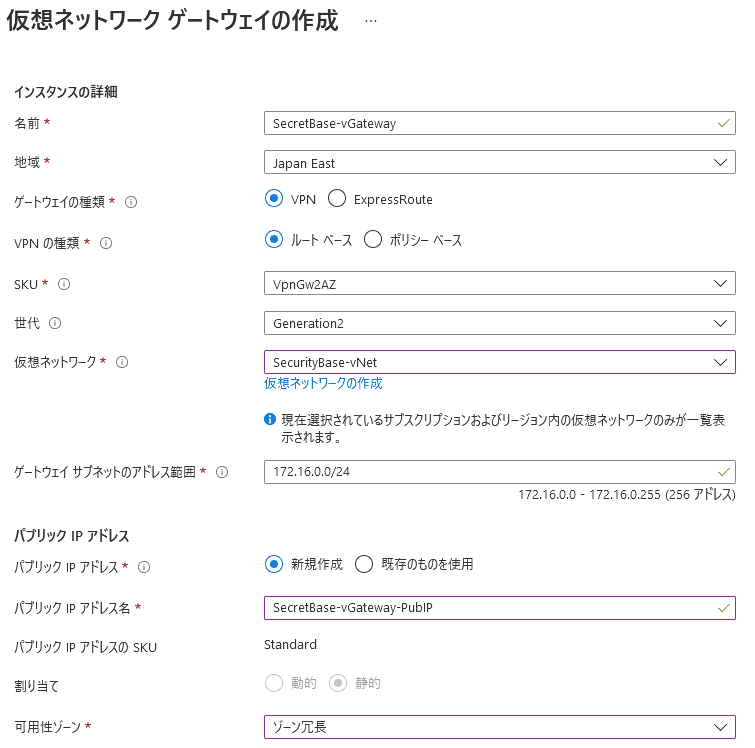 仮想ネットワーク ゲートウェイの作成 …
インスタンスの詳細
名前 * SecretBase-vGateway
地域 * Japan East
ゲートウェイの種類 * VPN ExpressRoute
VPN の種類 * ルート ベース ポリシー ベース
SKU * VpnGw2AZ
世代 Generation2
仮想ネットワーク * SecurityBase-vNet
仮想ネットワークの作成
現在選択されているサブスクリプションおよびリージョン内の仮想ネットワークのみが一覧表
示されます。
ゲートウェイ サブネットのアドレス範囲 * 172.16.0.0/24
172.16.0.0 - 172.16.0.255 (256 アドレス)
パブリック IP アドレス
パブリック IP アドレス * 新規作成 既存のものを使用
パブリック IP アドレス名 * SecretBase-vGateway-PubIP
パブリック IP アドレスの SKU Standard
割り当て 動的 静的
可用性ゾーン * ゾーン冗長